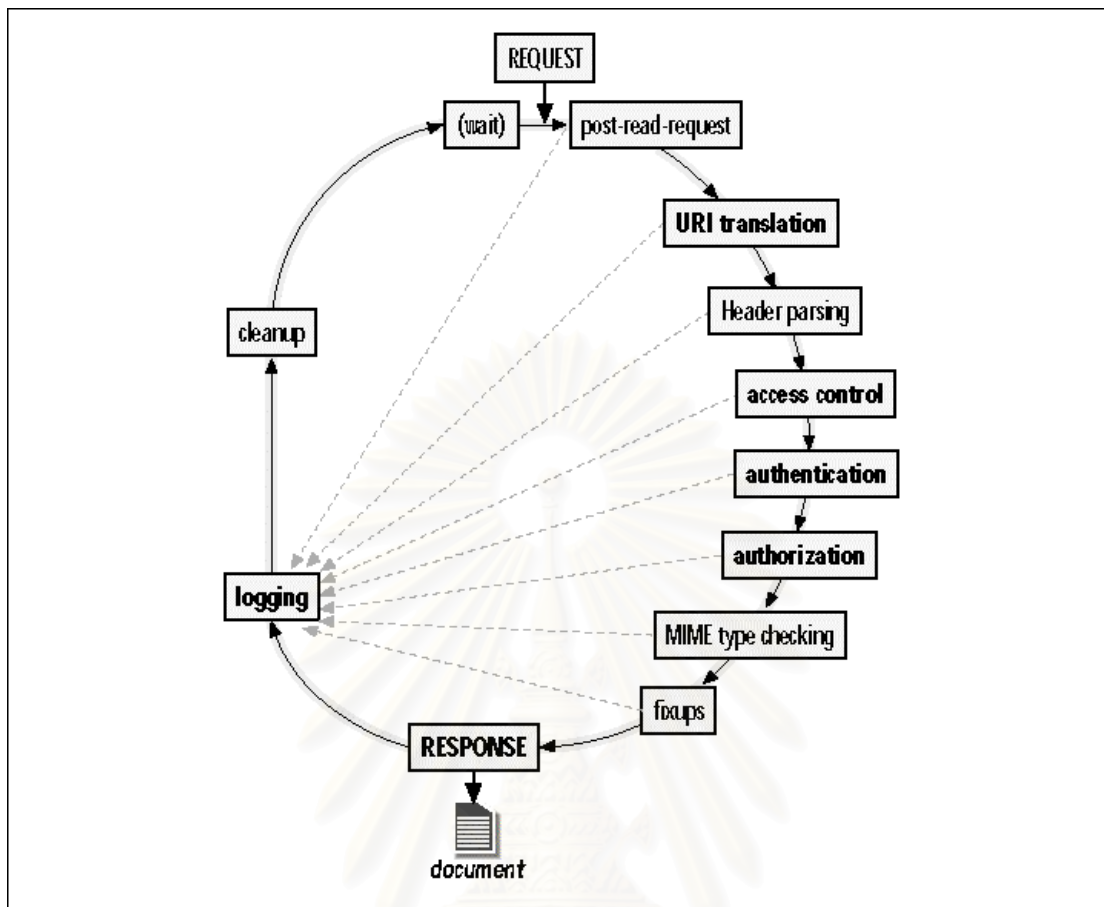 REQUEST
(wait)
post-read-request
URI translation
Header parsing
cleanup
access control
authentication
authorization
logging
MIME type checking
fixups
RESPONSE
document